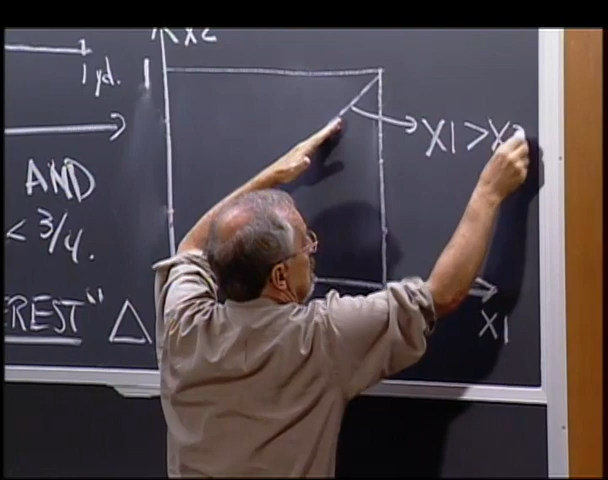 X2
1 yd.
1
X1 > X2
AND
< 3/4.
EREST" Δ
X1